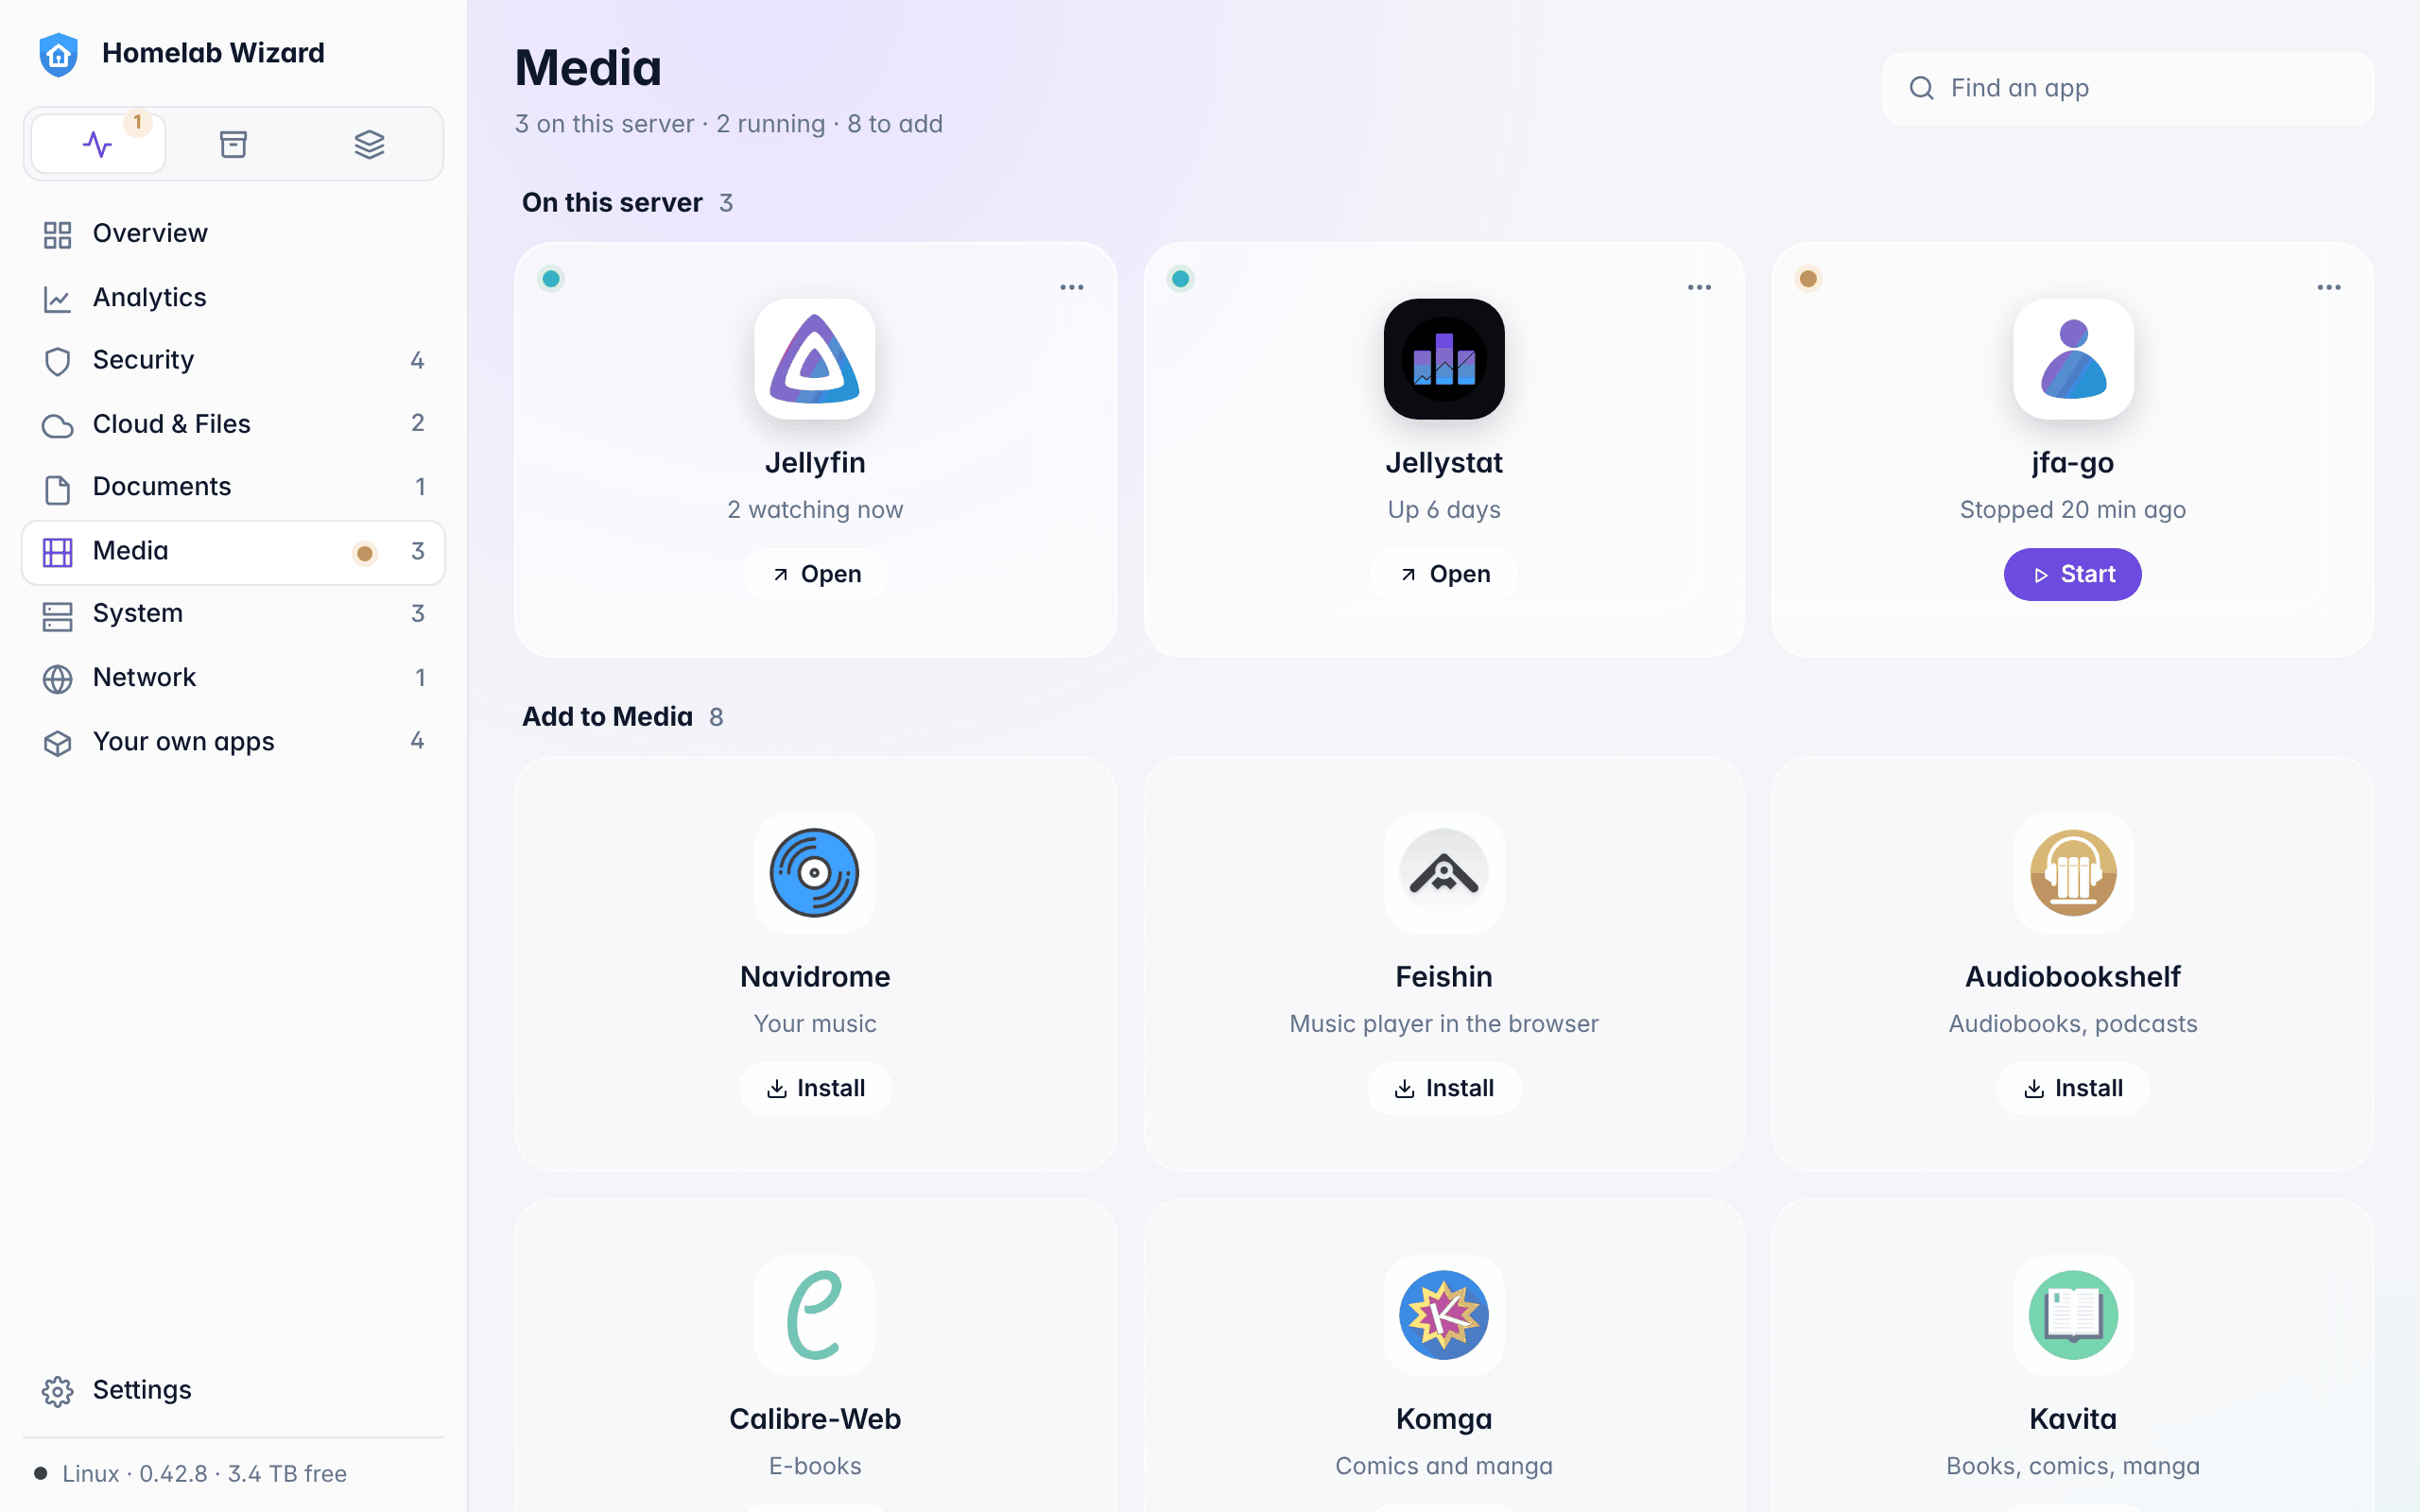 Homelab Wizard
1
Overview
Analytics
Security 4
Cloud & Files 2
Documents 1
Media 3
System 3
Network 1
Your own apps 4
Settings
Linux · 0.42.8 · 3.4 TB free
Media
3 on this server · 2 running · 8 to add
Find an app
On this server 3
Jellyfin
2 watching now
Open
Jellystat
Up 6 days
Open
jfa-go
Stopped 20 min ago
Start
Add to Media 8
Navidrome
Your music
Install
Feishin
Music player in the browser
Install
Audiobookshelf
Audiobooks, podcasts
Install
Calibre-Web
E-books
K
Komga
Comics and manga
Kavita
Books, comics, manga